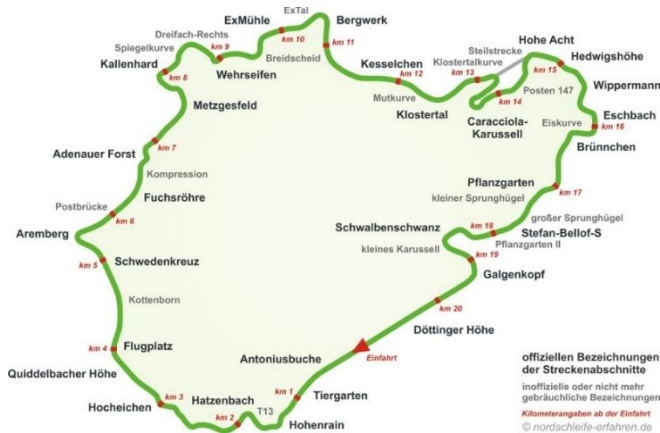 ExTal
ExMühle
km 10
Bergwerk
Dreifach-Rechts
km 9
km 11
Spiegelkurve
Kallenhard
Breidscheid
Wehrseifen
km 8
Kesselchen
km 12
km 13
Steilstrecke
Klostertalkurve
Hohe Acht
km 15
Hedwigshöhe
Mutkurve
km 14
Posten 147
Wippermann
Metzgesfeld
Klostertal
Caracciola-
Karussell
Eschbach
km 16
Eiskurve
Brünnchen
km 7
Adenauer Forst
Kompression
Pflanzgarten
km 17
kleiner Sprunghügel
Fuchsröhre
Postbrücke
km 6
großer Sprunghügel
Schwalbenschwanz
km 18
Stefan-Bellof-S
Aremberg
kleines Karussell
Pflanzgarten II
km 5
Schwedenkreuz
km 19
Galgenkopf
Kottenborn
km 20
Döttinger Höhe
km 4
Flugplatz
Antoniusbuche
Einfahrt
Quiddelbacher Höhe
km 3
Hatzenbach
km 1
Tiergarten
Hocheichen
km 2
T13
Hohenrain
offiziellen Bezeichnungen
der Streckenabschnitte
inoffizielle oder nicht mehr
gebräuchliche Bezeichnungen
Kilometerangaben ab der Einfahrt
© nordschleife-erfahren.de